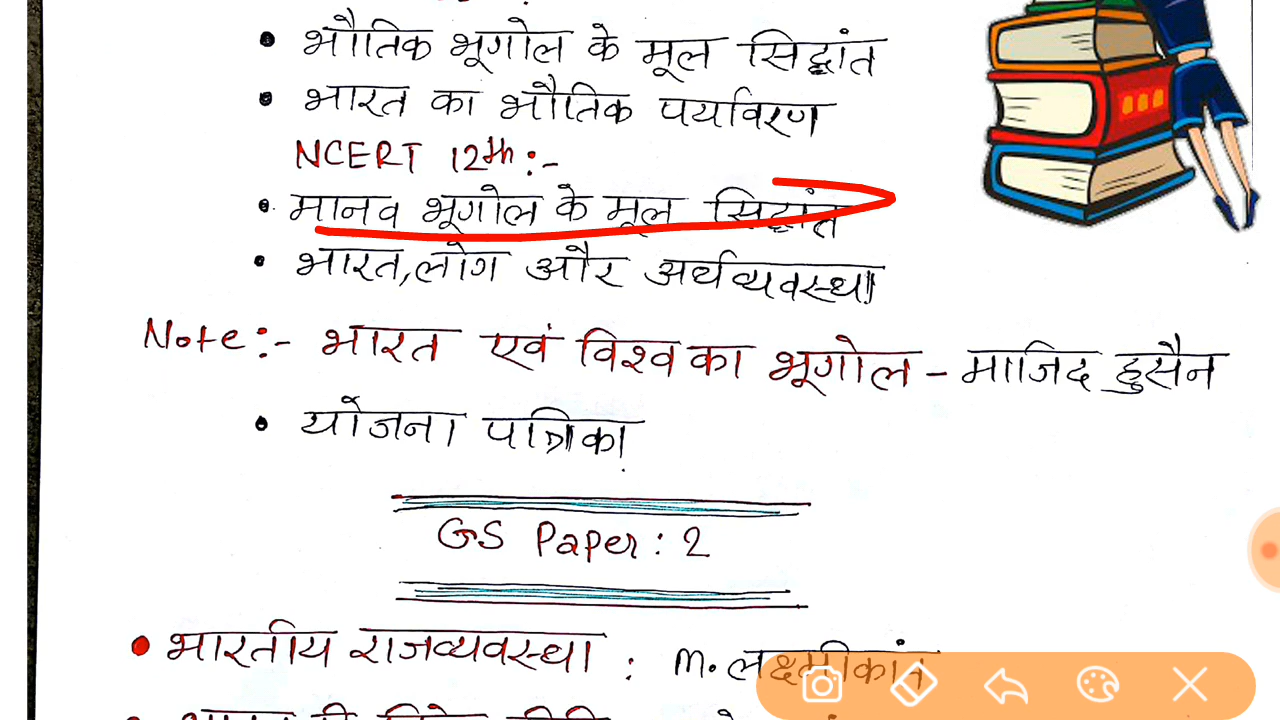 • भौतिक भूगोल के मूल सिद्धांत
• भारत का भौतिक पर्यावरण
NCERT 12th :-
• मानव भूगोल के मूल सिद्धांत
• भारत, लोग और अर्थव्यवस्था
Note :- भारत एवं विश्व का भूगोल - माजिद हुसैन
• योजना पत्रिका
GS Paper : 2
• भारतीय राजव्यवस्था : M. लक्ष्मीकांत